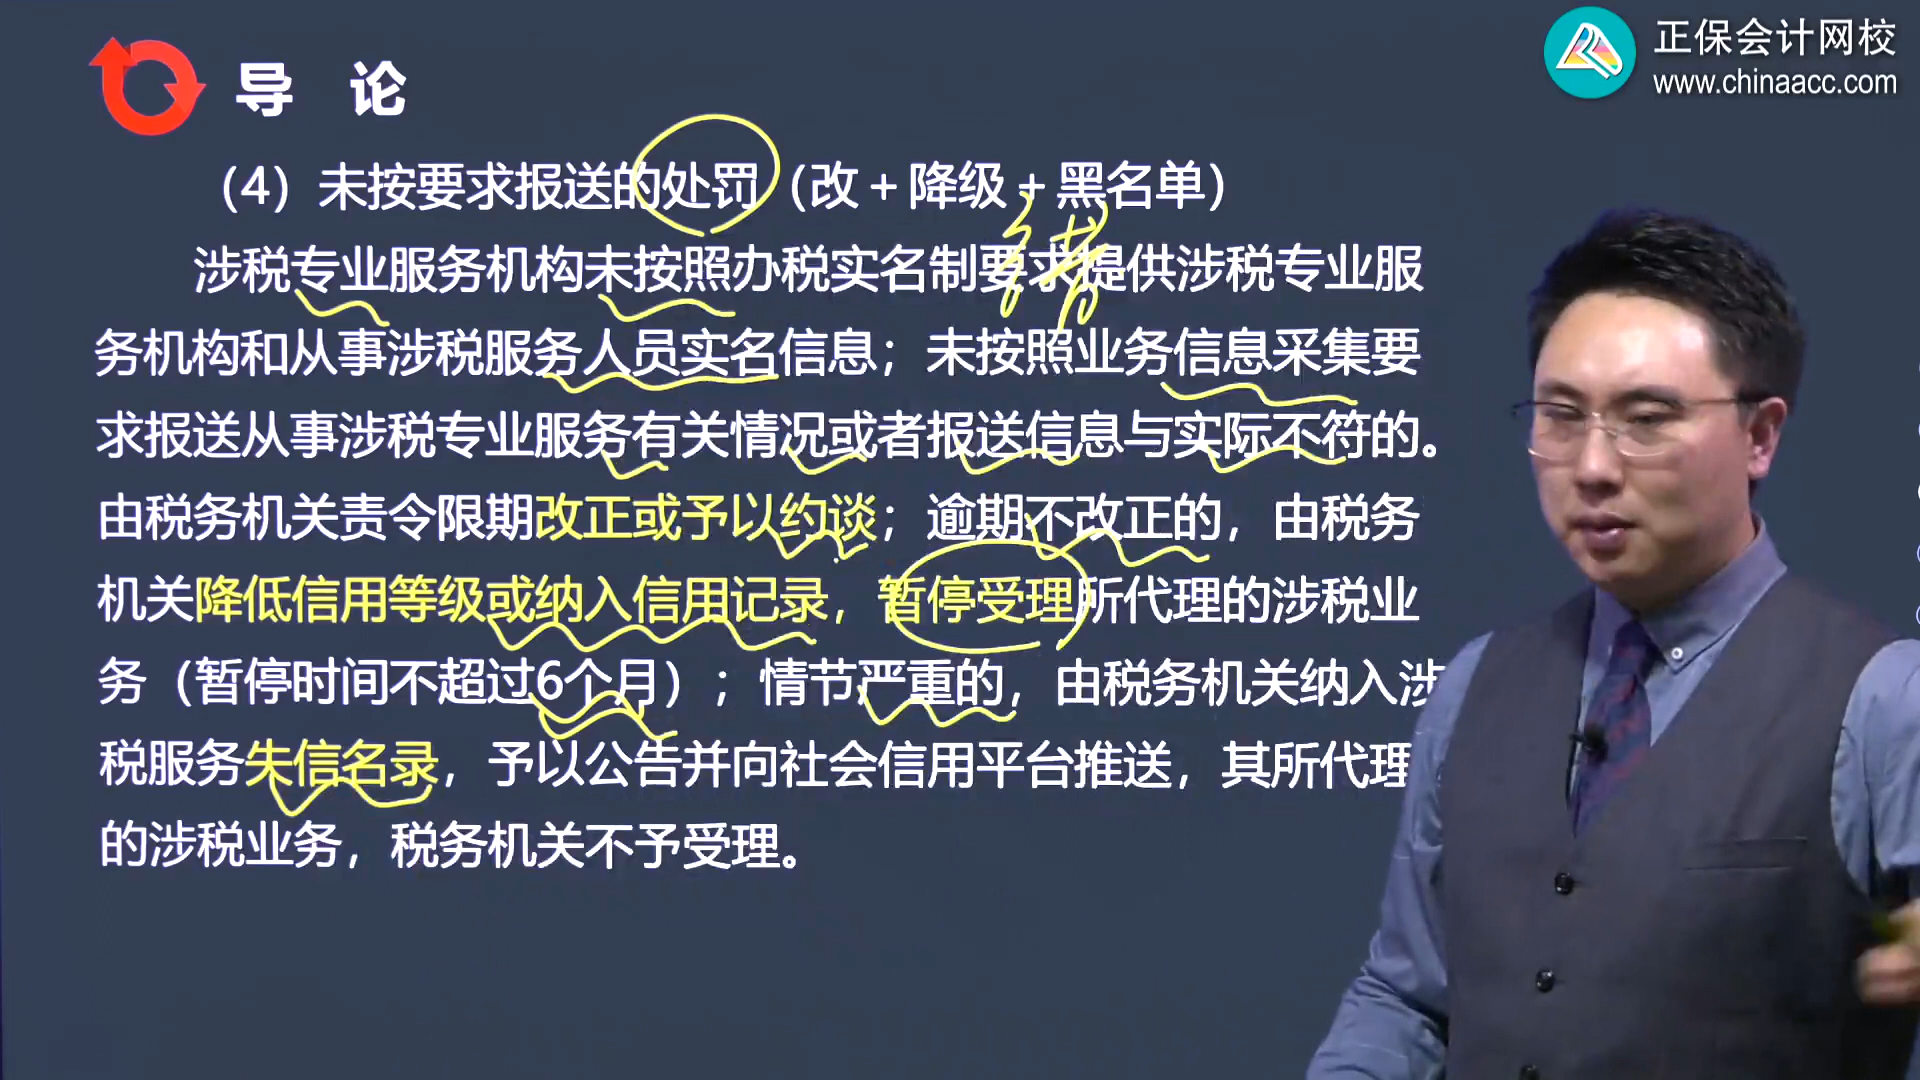 正保会计网校
www.chinaacc.com
导 论
（4）未按要求报送的处罚（改＋降级＋黑名单）
涉税专业服务机构未按照办税实名制要求提供涉税专业服
务机构和从事涉税服务人员实名信息；未按照业务信息采集要
求报送从事涉税专业服务有关情况或者报送信息与实际不符的。
由税务机关责令限期改正或予以约谈；逾期不改正的，由税务
机关降低信用等级或纳入信用记录，暂停受理所代理的涉税业
务（暂停时间不超过6个月）；情节严重的，由税务机关纳入涉
税服务失信名录，予以公告并向社会信用平台推送，其所代理
的涉税业务，税务机关不予受理。